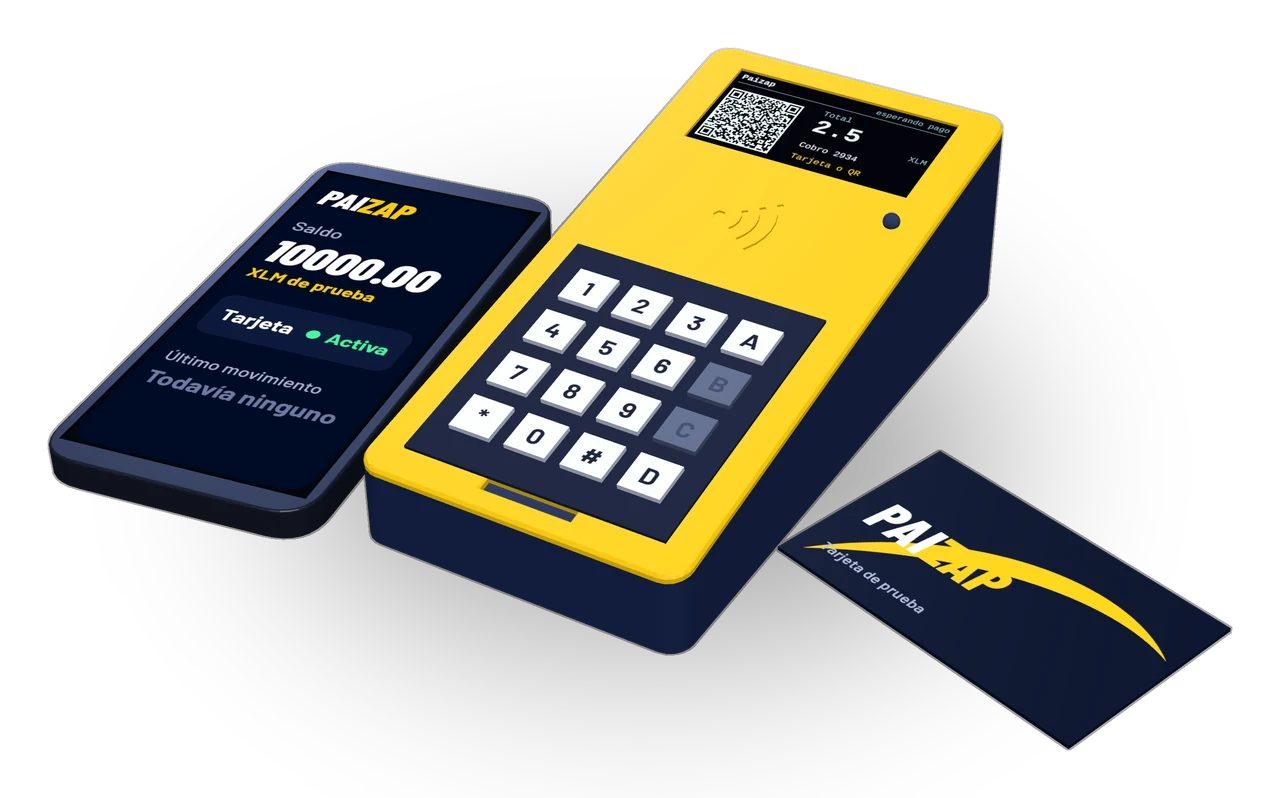 PAIZAP
Saldo
10000.00
XLM de prueba
Tarjeta Activa
Último movimiento
Todavía ninguno
Paizap
esperando pago
Total
2.5
XLM
Cobro 2934
Tarjeta o QR
1 2 3 A
4 5 6 B
7 8 9 C
* 0 # D
PAIZAP
Tarjeta de prueba